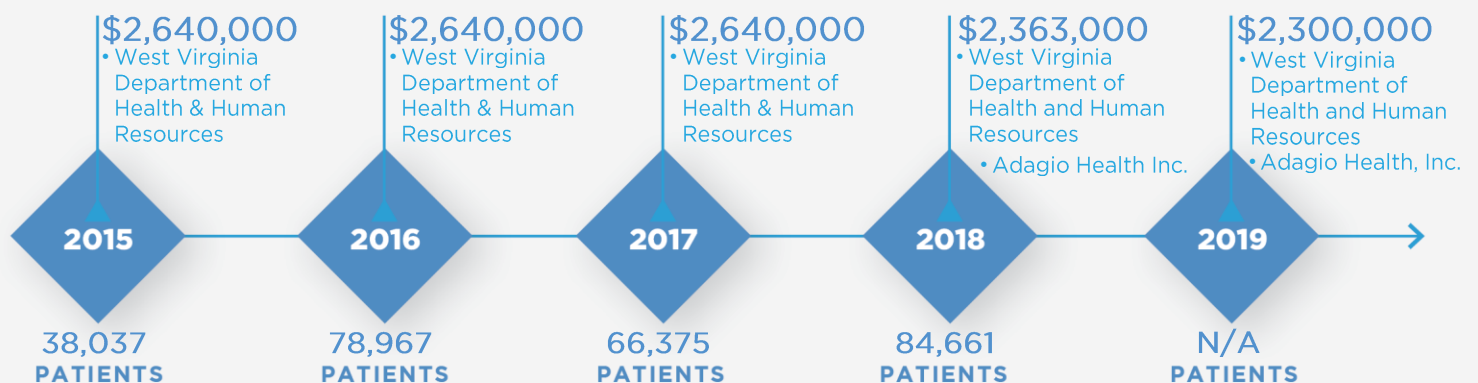 $2,640,000
• West Virginia
Department of
Health & Human
Resources
2015
38,037
PATIENTS
$2,640,000
• West Virginia
Department of
Health & Human
Resources
2016
78,967
PATIENTS
$2,640,000
• West Virginia
Department of
Health & Human
Resources
2017
66,375
PATIENTS
$2,363,000
• West Virginia
Department of
Health and Human
Resources
• Adagio Health Inc.
2018
84,661
PATIENTS
$2,300,000
• West Virginia
Department of
Health and Human
Resources
• Adagio Health, Inc.
2019
N/A
PATIENTS